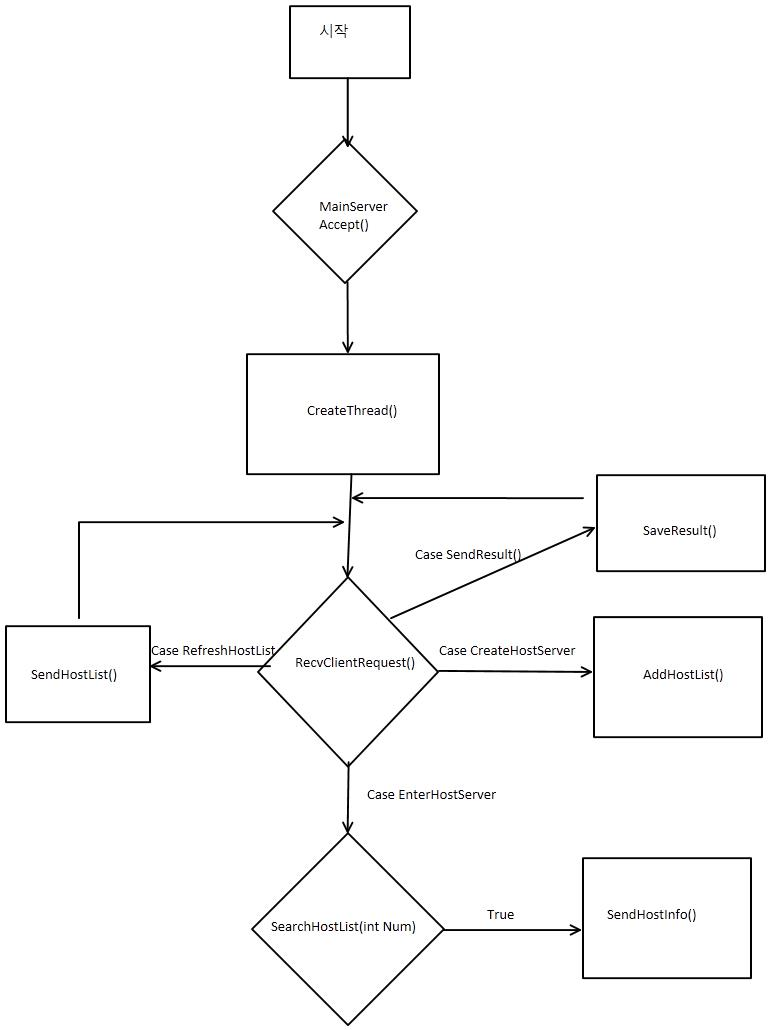 시작
MainServer
Accept()
CreateThread()
SaveResult()
Case SendResult()
Case RefreshHostList
SendHostList()
RecvClientRequest()
Case CreateHostServer
AddHostList()
Case EnterHostServer
SearchHostList(int Num)
True
SendHostInfo()